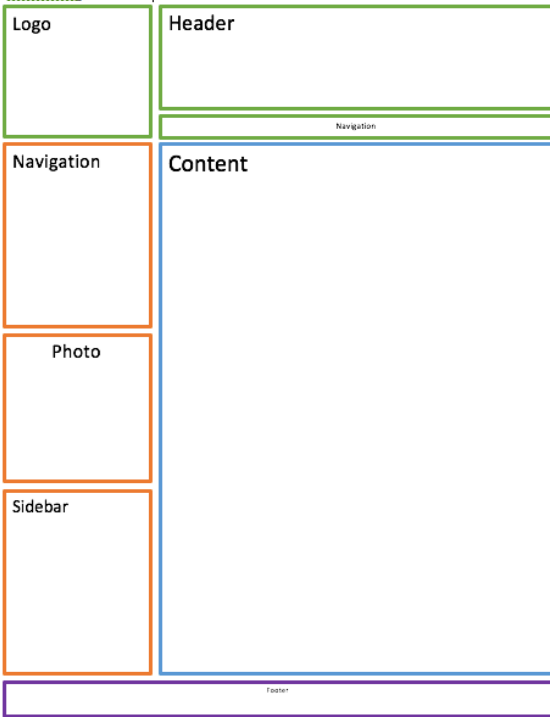 Logo
Header
Navigation
Navigation
Content
Photo
Sidebar
Footer